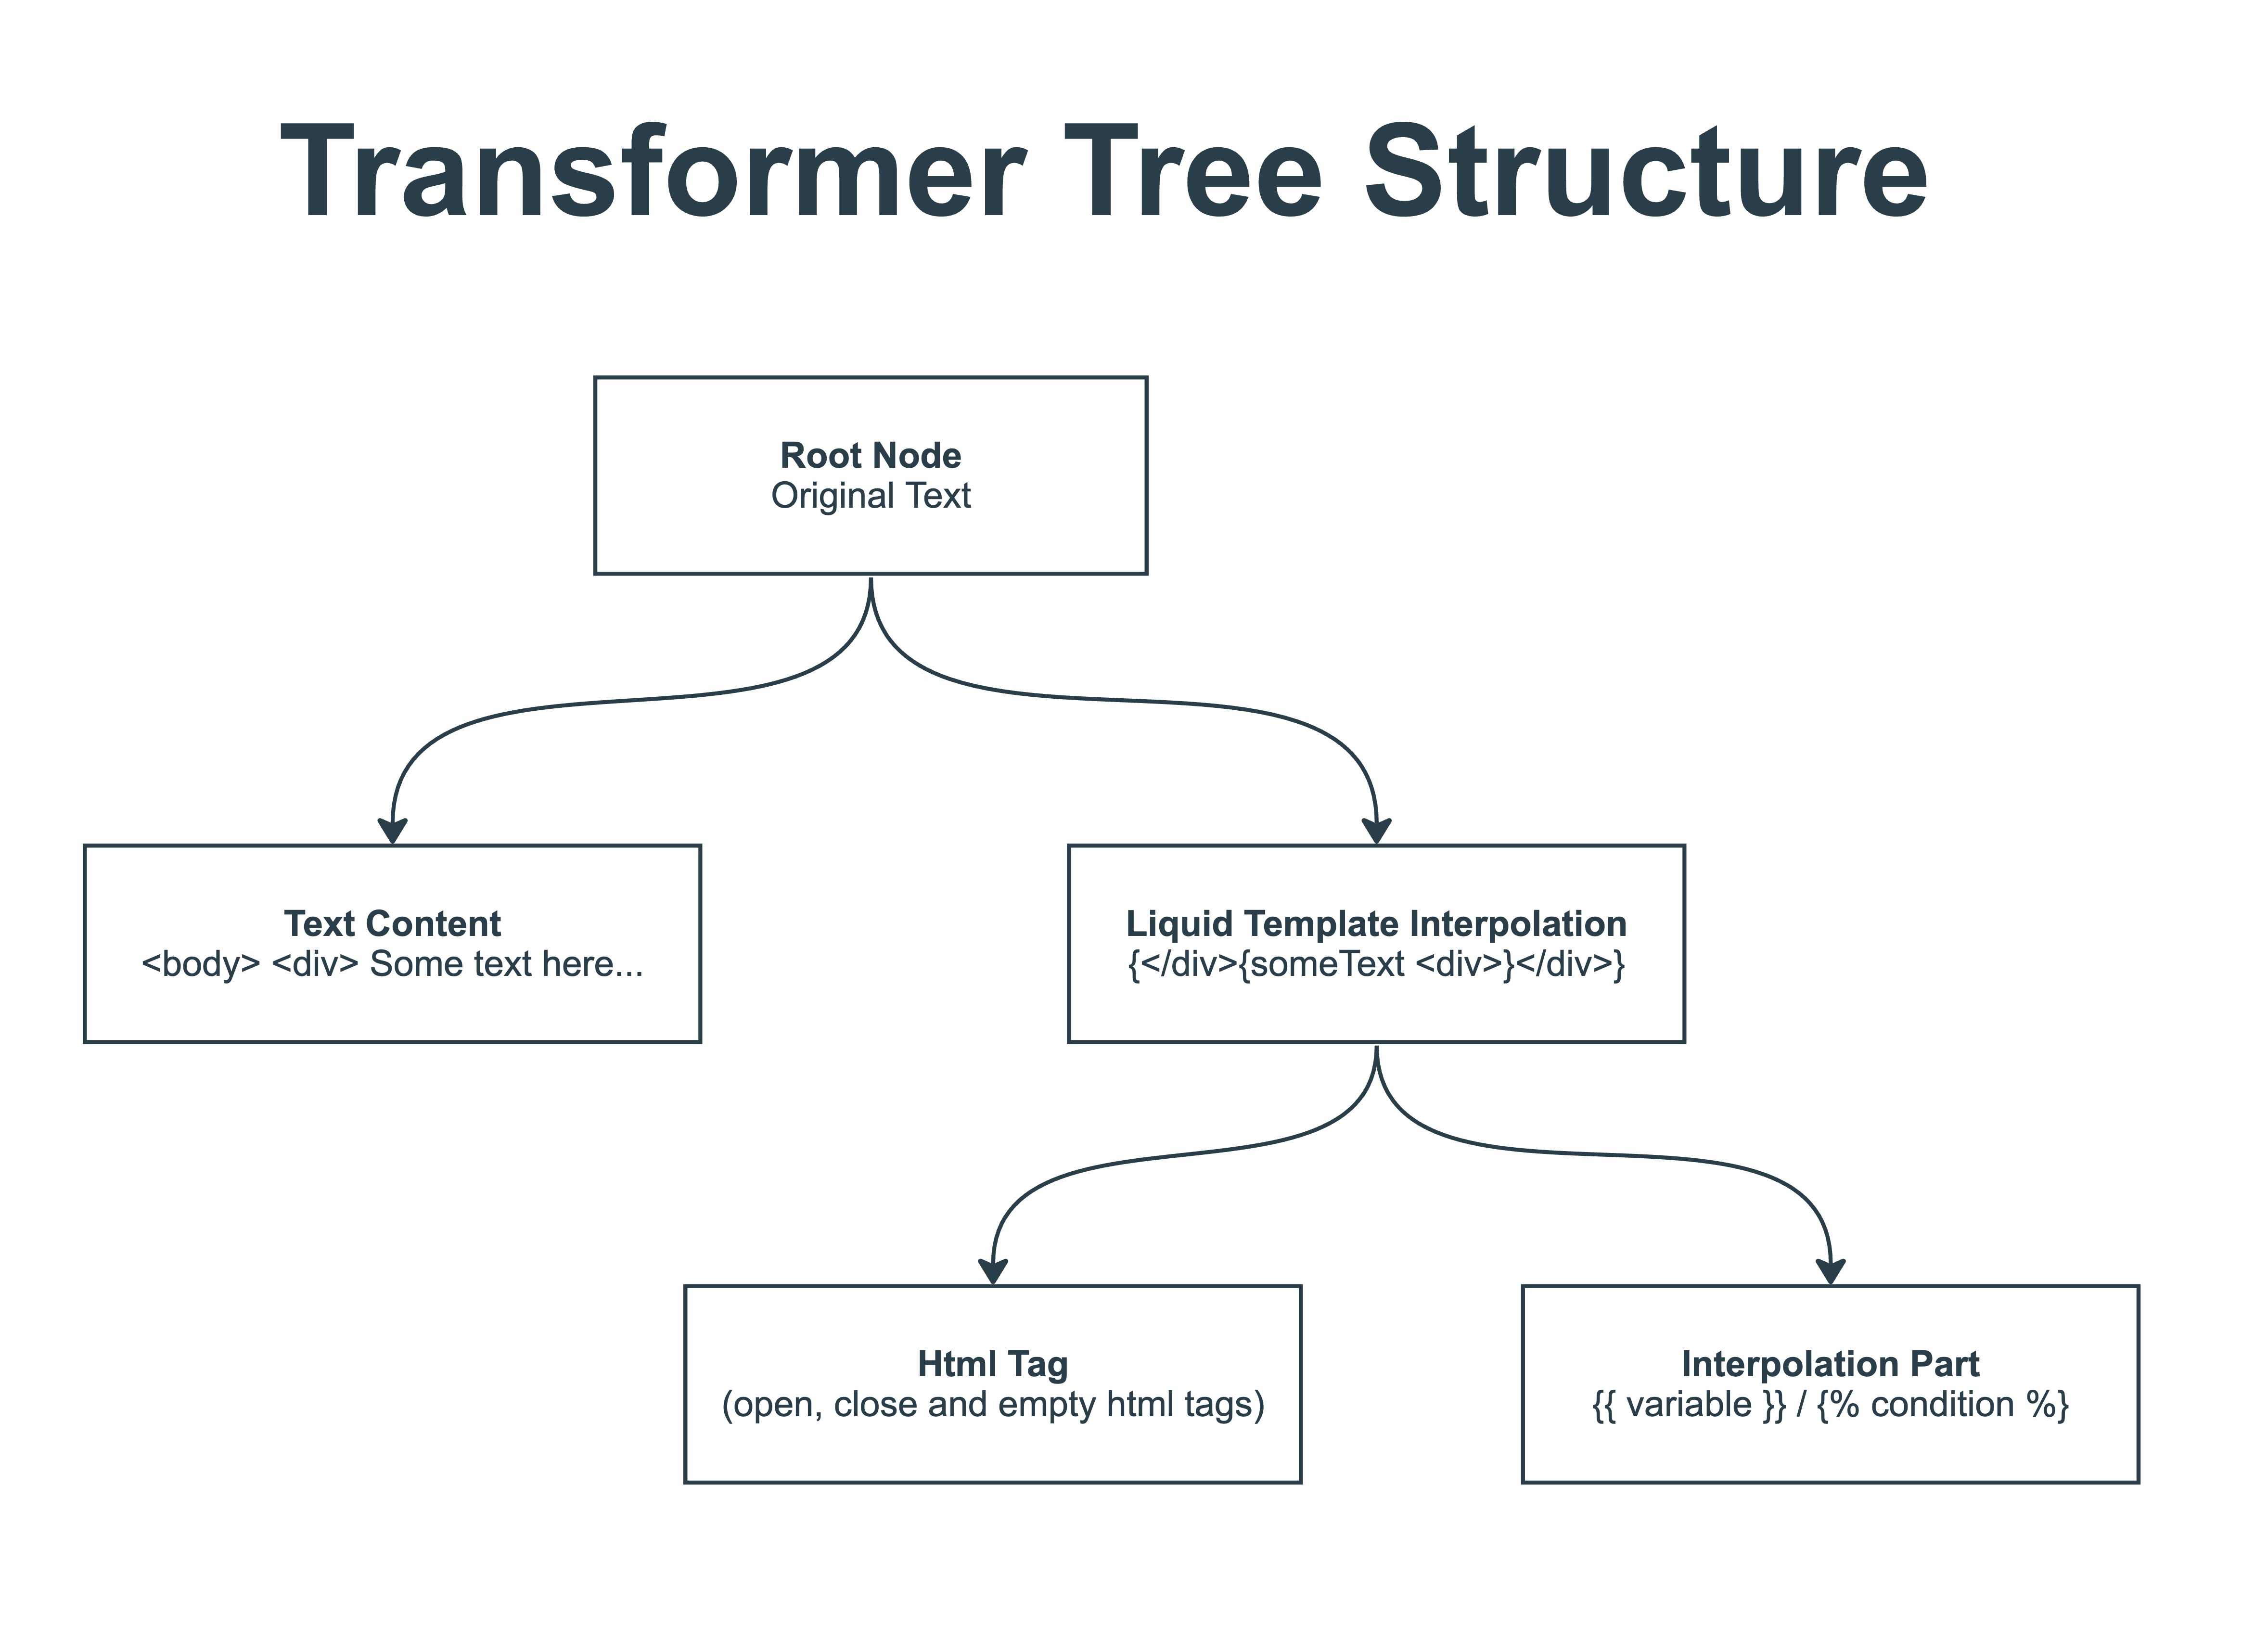 Transformer Tree Structure
Root Node
Original Text
Text Content
<body> <div> Some text here...
Liquid Template Interpolation
{</div>{someText <div>}</div>}
Html Tag
(open, close and empty html tags)
Interpolation Part
{{ variable }} / {% condition %}